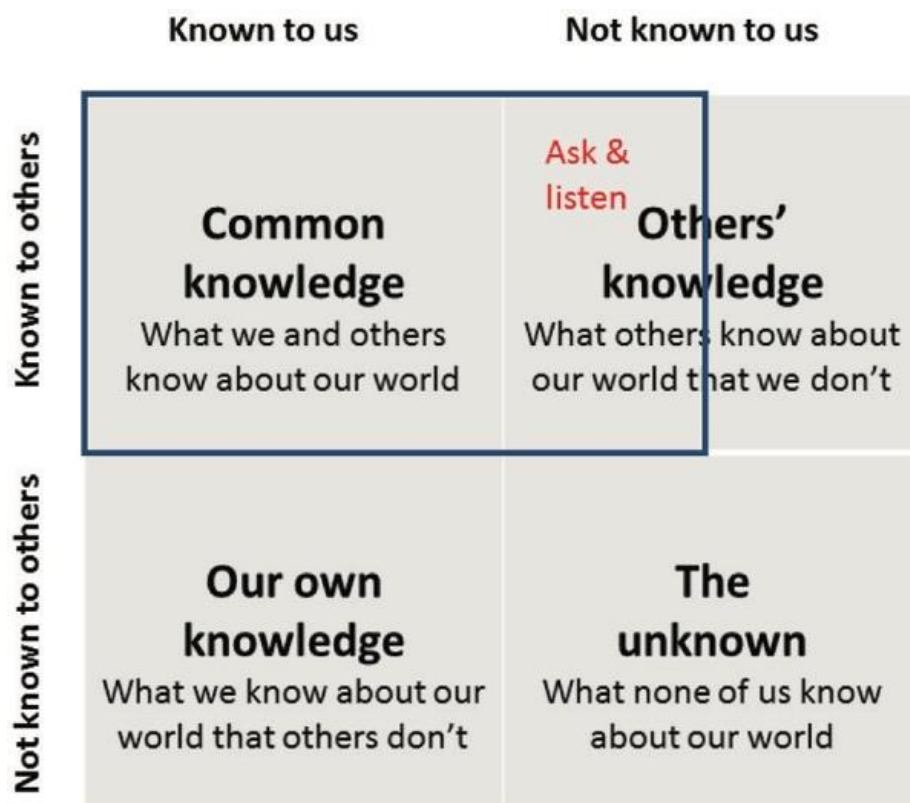 Known to us
Not known to us
Known to others
Common
knowledge
What we and others
know about our world
Ask &
listen
Others’
knowledge
What others know about
our world that we don’t
Not known to others
Our own
knowledge
What we know about our
world that others don’t
The
unknown
What none of us know
about our world